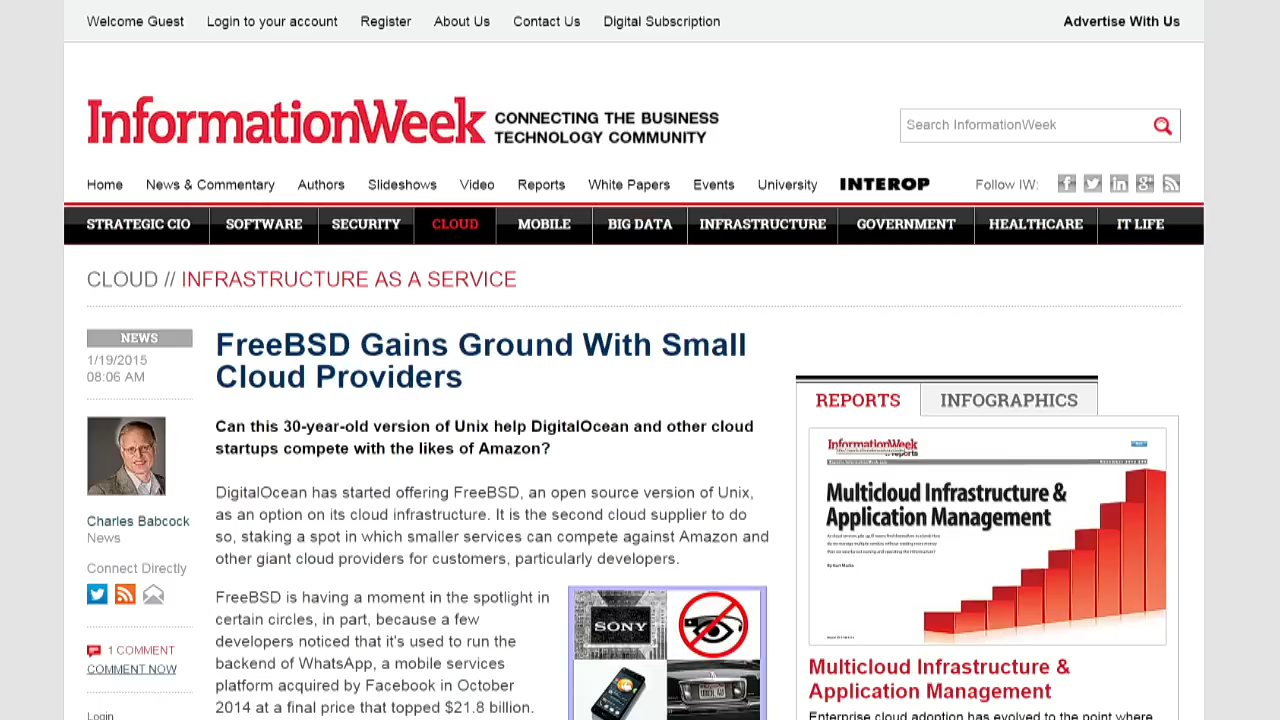 Welcome Guest Login to your account Register About Us Contact Us Digital Subscription Advertise With Us
InformationWeek CONNECTING THE BUSINESS
TECHNOLOGY COMMUNITY
Search InformationWeek
Home News & Commentary Authors Slideshows Video Reports White Papers Events University INTEROP Follow IW:
STRATEGIC CIO SOFTWARE SECURITY CLOUD MOBILE BIG DATA INFRASTRUCTURE GOVERNMENT HEALTHCARE IT LIFE
CLOUD // INFRASTRUCTURE AS A SERVICE
NEWS
1/19/2015
08:06 AM
Charles Babcock
News
Connect Directly
1 COMMENT
COMMENT NOW
Login
FreeBSD Gains Ground With Small
Cloud Providers
Can this 30-year-old version of Unix help DigitalOcean and other cloud
startups compete with the likes of Amazon?
DigitalOcean has started offering FreeBSD, an open source version of Unix,
as an option on its cloud infrastructure. It is the second cloud supplier to do
so, staking a spot in which smaller services can compete against Amazon and
other giant cloud providers for customers, particularly developers.
FreeBSD is having a moment in the spotlight in
certain circles, in part, because a few
developers noticed that it's used to run the
backend of WhatsApp, a mobile services
platform acquired by Facebook in October
2014 at a final price that topped $21.8 billion.
SONY
REPORTS INFOGRAPHICS
InformationWeek
reports
Multicloud Infrastructure &
Application Management
Multicloud Infrastructure &
Application Management
Enterprise cloud adoption has evolved to the point where